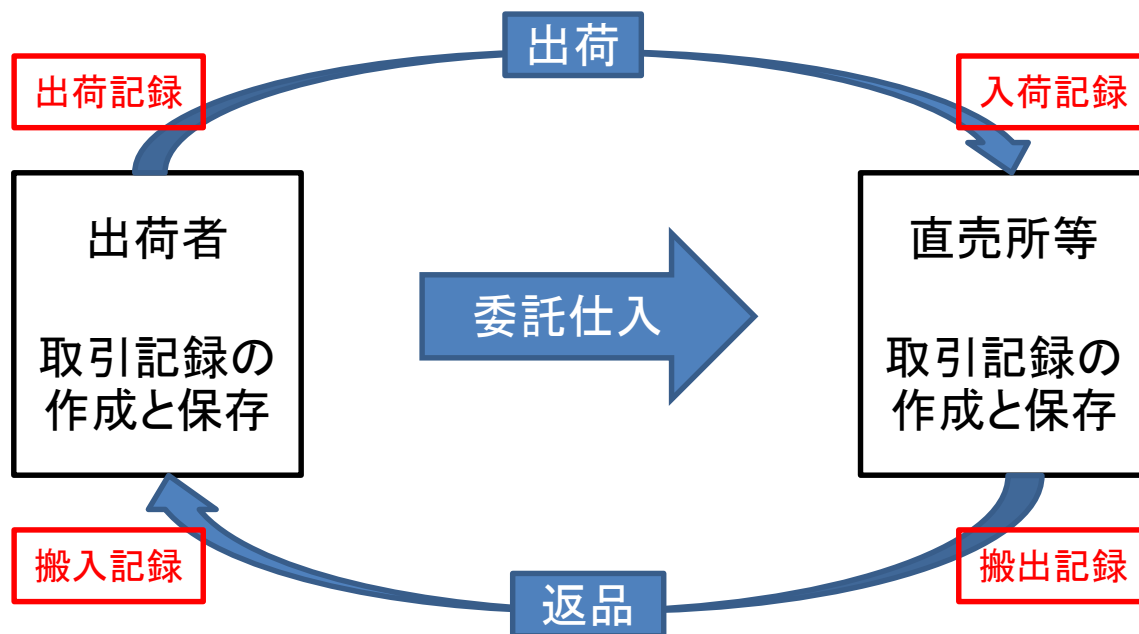 出荷
出荷記録
入荷記録
出荷者
取引記録の
作成と保存
委託仕入
直売所等
取引記録の
作成と保存
搬入記録
搬出記録
返品